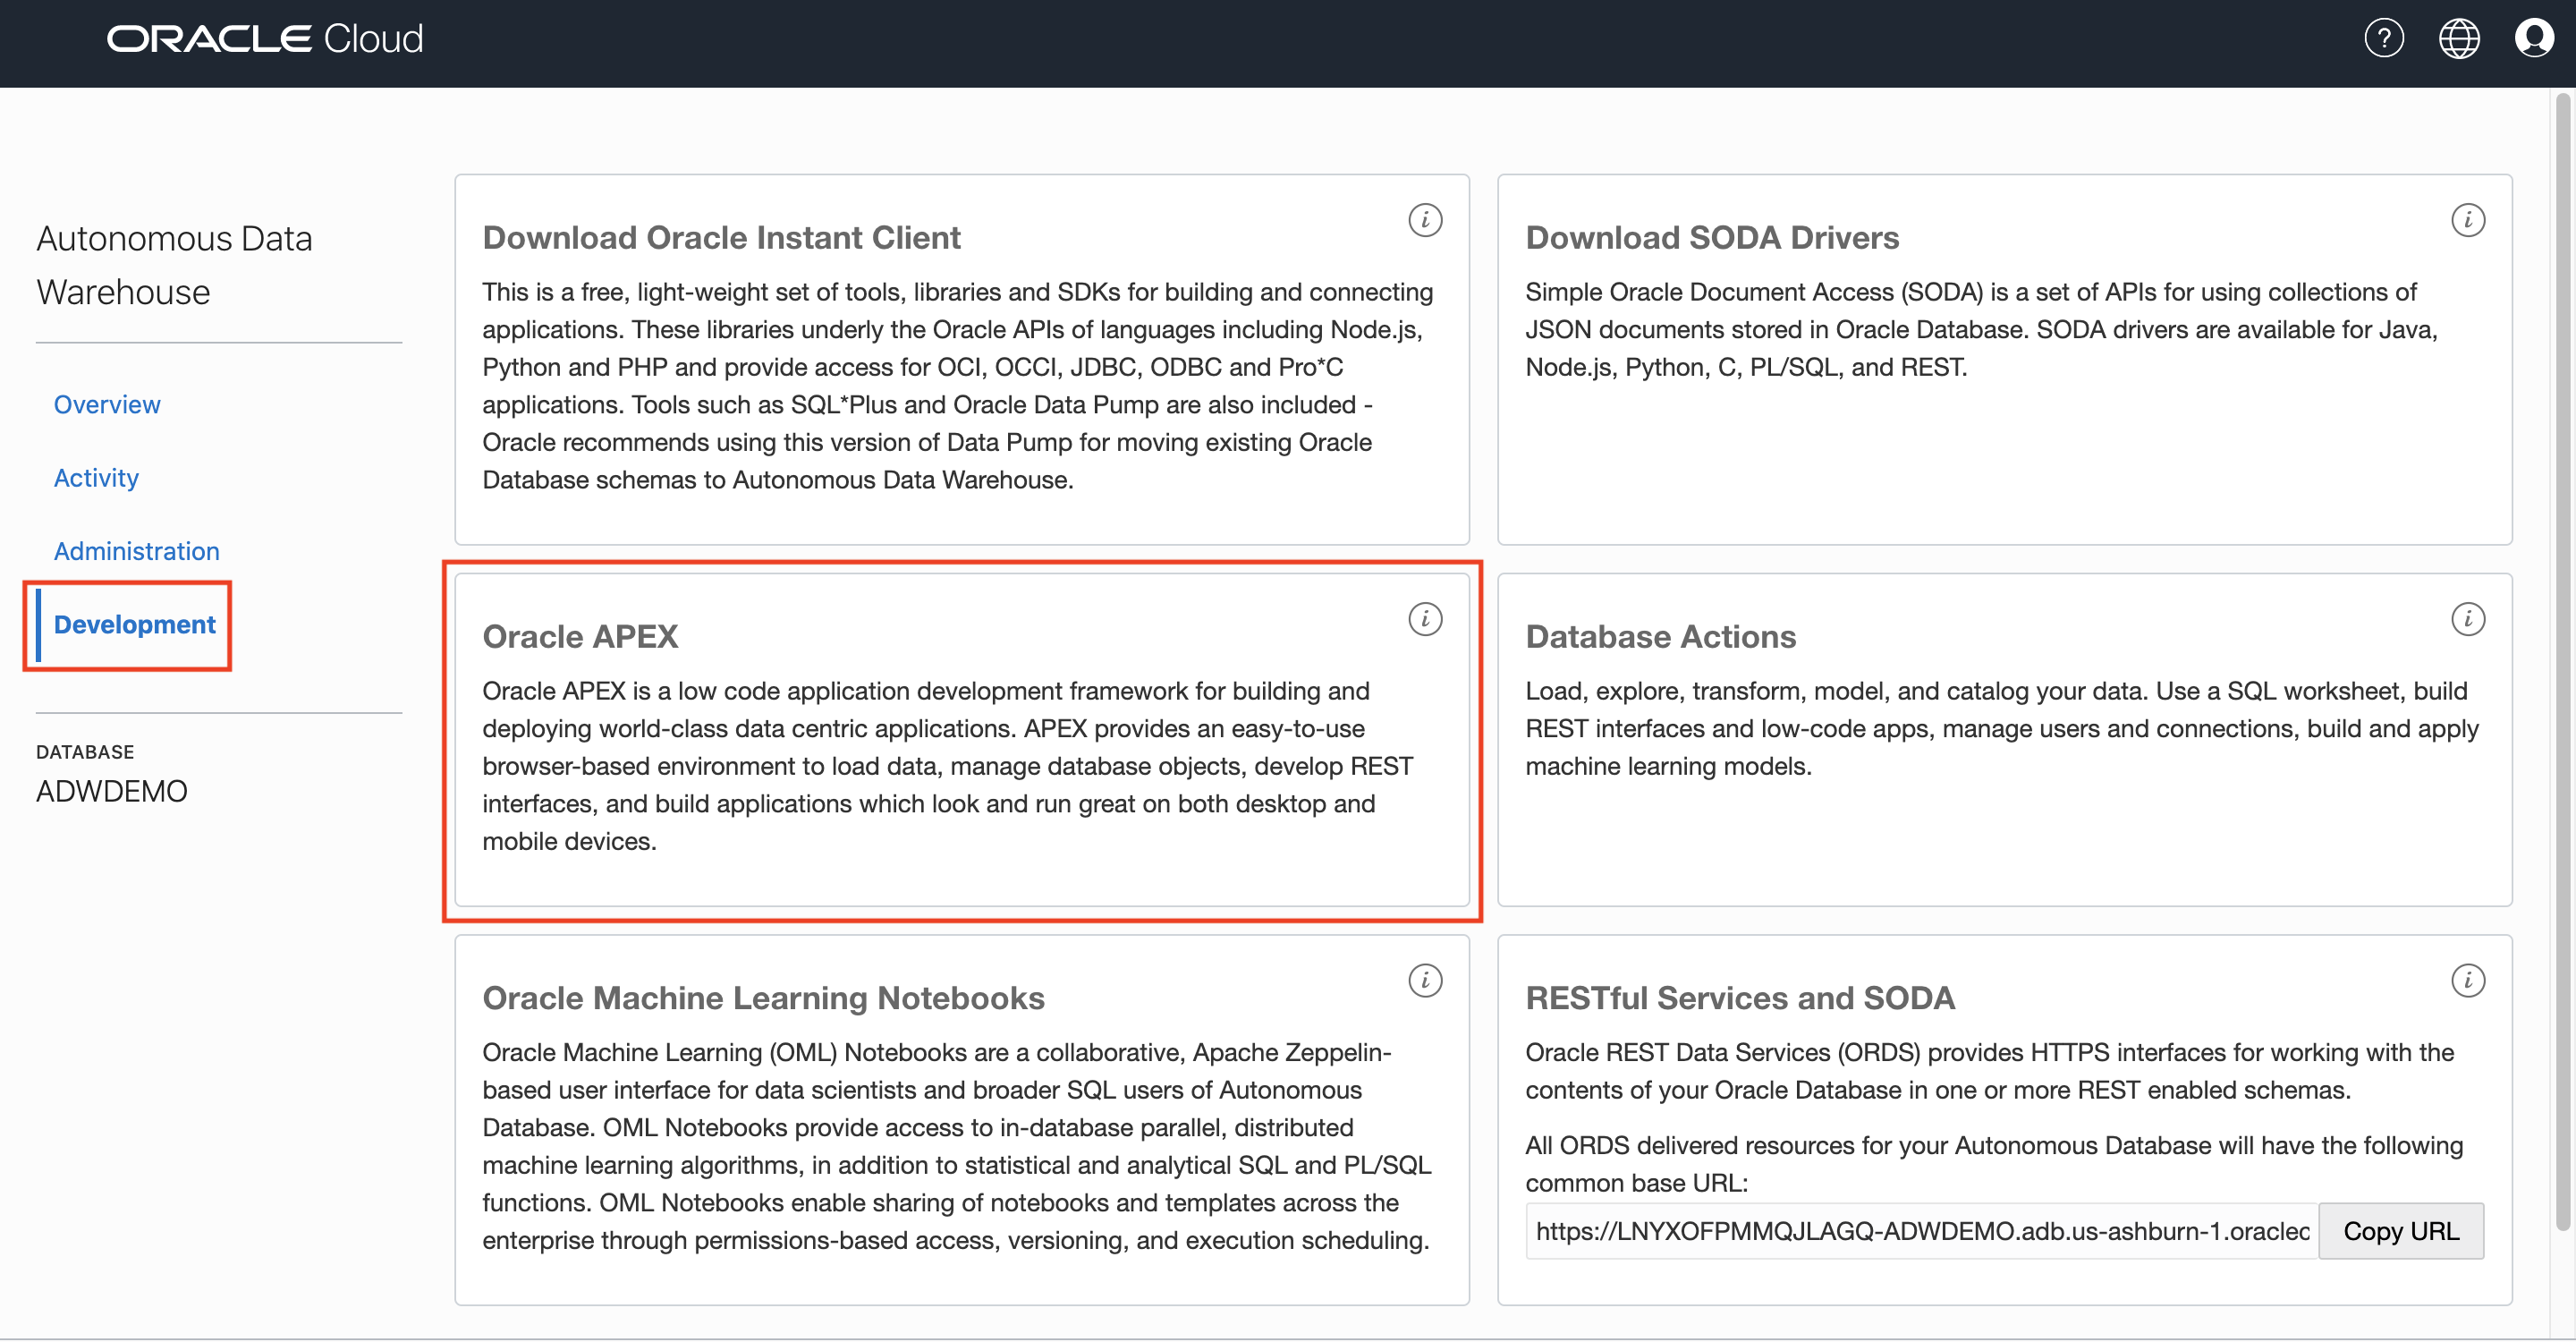 ORACLE Cloud
?
Autonomous Data
Warehouse
Overview
Activity
Administration
Development
DATABASE
ADWDEMO
Download Oracle Instant Client
i
This is a free, light-weight set of tools, libraries and SDKs for building and connecting
applications. These libraries underly the Oracle APIs of languages including Node.js,
Python and PHP and provide access for OCI, OCCI, JDBC, ODBC and Pro*C
applications. Tools such as SQL*Plus and Oracle Data Pump are also included -
Oracle recommends using this version of Data Pump for moving existing Oracle
Database schemas to Autonomous Data Warehouse.
Download SODA Drivers
i
Simple Oracle Document Access (SODA) is a set of APIs for using collections of
JSON documents stored in Oracle Database. SODA drivers are available for Java,
Node.js, Python, C, PL/SQL, and REST.
Oracle APEX
i
Oracle APEX is a low code application development framework for building and
deploying world-class data centric applications. APEX provides an easy-to-use
browser-based environment to load data, manage database objects, develop REST
interfaces, and build applications which look and run great on both desktop and
mobile devices.
Database Actions
i
Load, explore, transform, model, and catalog your data. Use a SQL worksheet, build
REST interfaces and low-code apps, manage users and connections, build and apply
machine learning models.
Oracle Machine Learning Notebooks
i
Oracle Machine Learning (OML) Notebooks are a collaborative, Apache Zeppelin-
based user interface for data scientists and broader SQL users of Autonomous
Database. OML Notebooks provide access to in-database parallel, distributed
machine learning algorithms, in addition to statistical and analytical SQL and PL/SQL
functions. OML Notebooks enable sharing of notebooks and templates across the
enterprise through permissions-based access, versioning, and execution scheduling.
RESTful Services and SODA
i
Oracle REST Data Services (ORDS) provides HTTPS interfaces for working with the
contents of your Oracle Database in one or more REST enabled schemas.
All ORDS delivered resources for your Autonomous Database will have the following
common base URL:
https://LNYXOFPMMQJLAGQ-ADWDEMO.adb.us-ashburn-1.oraclec
Copy URL